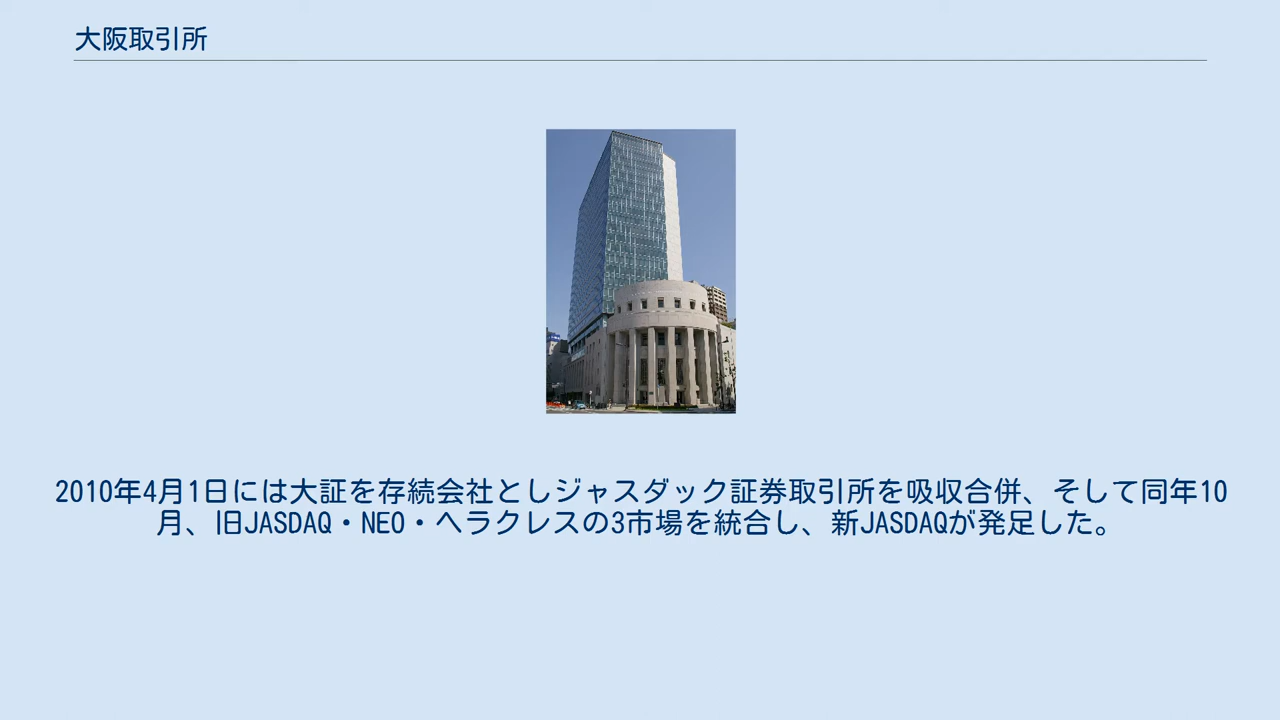 大阪取引所
2010年4月1日には大証を存続会社としジャスダック証券取引所を吸収合併、そして同年10
月、旧JASDAQ・NEO・ヘラクレスの3市場を統合し、新JASDAQが発足した。